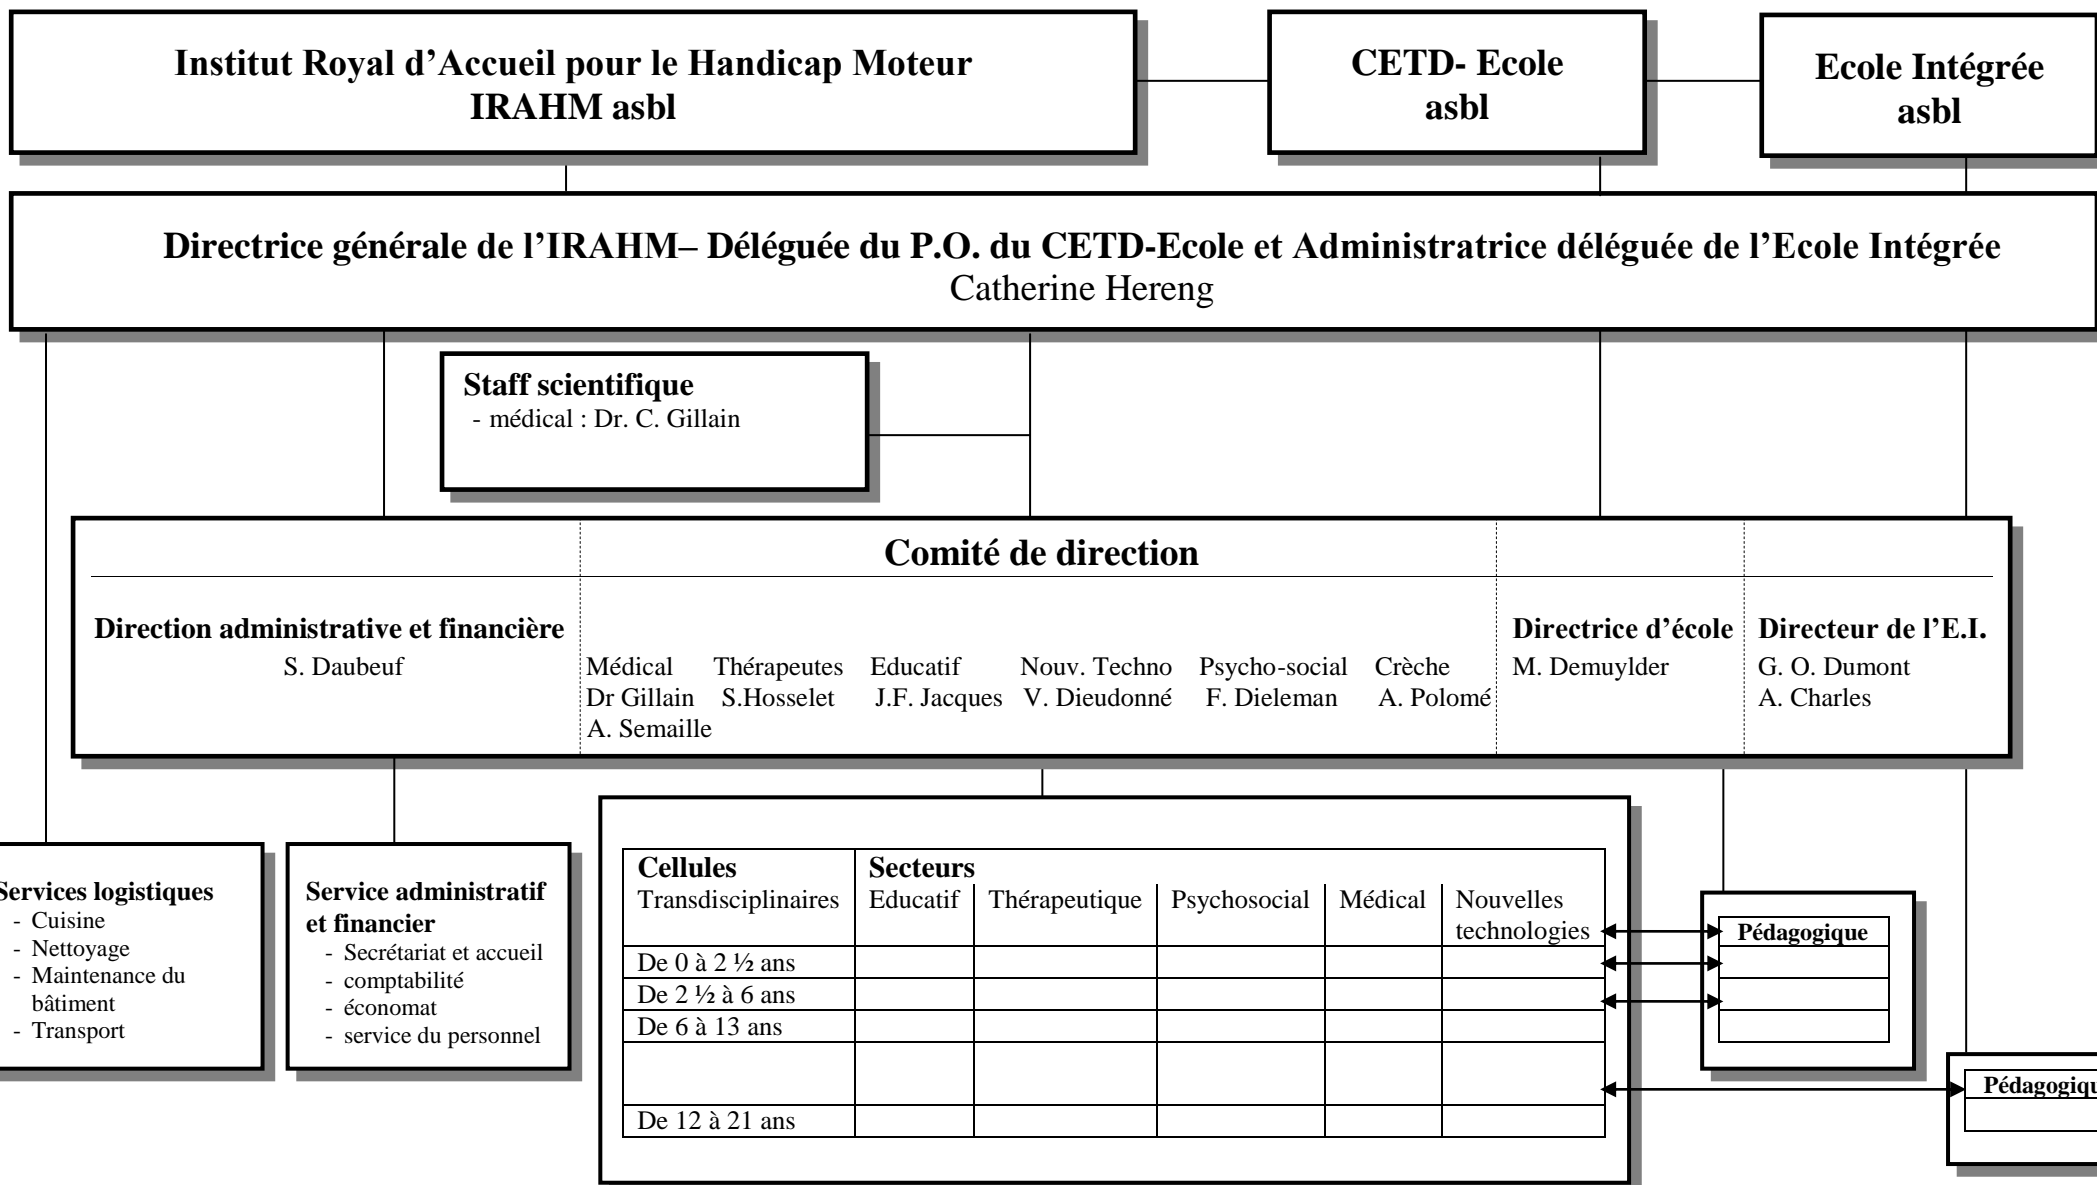 Institut Royal d’Accueil pour le Handicap Moteur
IRAHM asbl
CETD- Ecole
asbl
Ecole Intégrée
asbl
Directrice générale de l’IRAHM– Déléguée du P.O. du CETD-Ecole et Administratrice déléguée de l’Ecole Intégrée
Catherine Hereng
Staff scientifique
- médical : Dr. C. Gillain
Comité de direction
Direction administrative et financière
S. Daubeuf
Médical Thérapeutes Educatif Nouv. Techno Psycho-social Crèche
Dr Gillain S.Hosselet J.F. Jacques V. Dieudonné F. Dieleman A. Polomé
A. Semaille
Directrice d’école
M. Demuylder
Directeur de l’E.I.
G. O. Dumont
A. Charles
Services logistiques
- Cuisine
- Nettoyage
- Maintenance du
bâtiment
- Transport
Service administratif
et financier
- Secrétariat et accueil
- comptabilité
- économat
- service du personnel
Cellules Secteurs
Transdisciplinaires Educatif Thérapeutique Psychosocial Médical Nouvelles
technologies
De 0 à 2 ½ ans
De 2 ½ à 6 ans
De 6 à 13 ans
De 12 à 21 ans
Pédagogique
Pédagogiqu